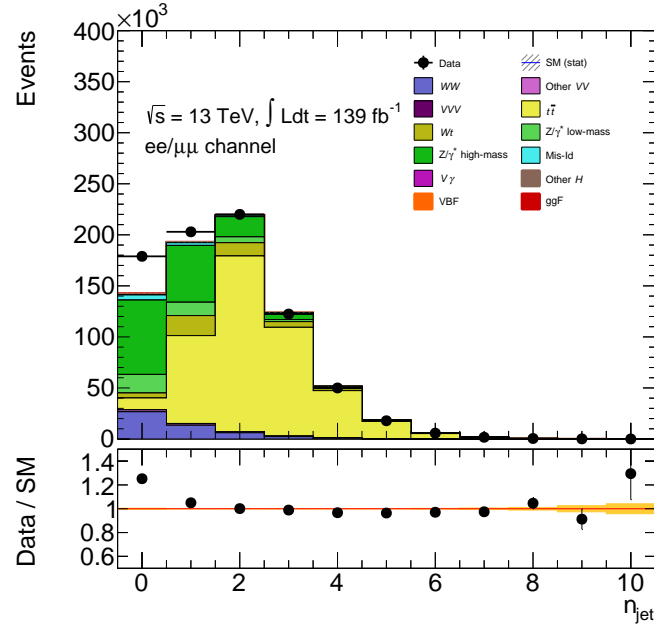 ×10³
400
350
300
250
200
150
100
50
0
Events
√s = 13 TeV, ∫ Ldt = 139 fb⁻¹
ee/μμ channel
Data
SM (stat)
WW
Other VV
VVV
tt̅
Wt
Z/γ* low-mass
Z/γ* high-mass
Mis-Id
Vγ
Other H
VBF
ggF
1.4
1.2
1.0
0.8
0.6
Data / SM
0 2 4 6 8 10
n_jet